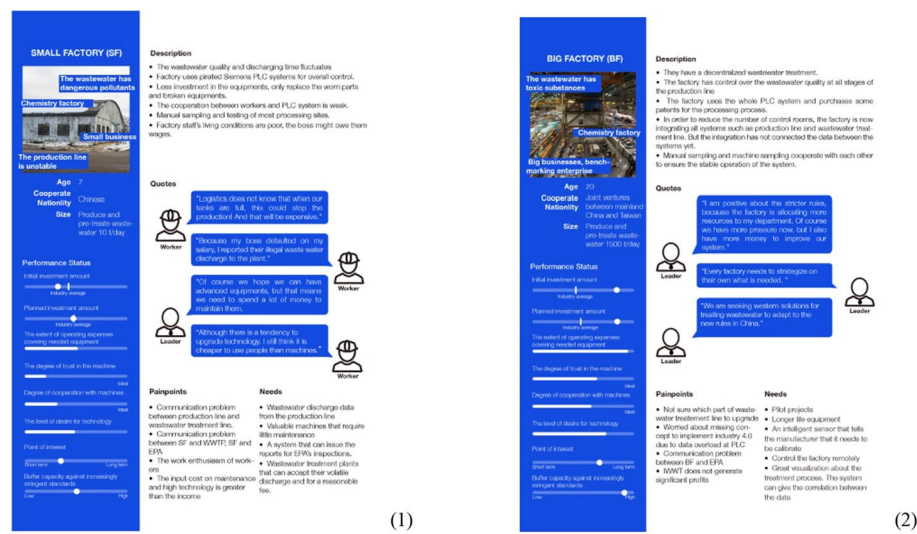 SMALL FACTORY (SF)
The wastewater has
dangerous pollutants
Chemistry factory
Small business
The production line
is unstable
Age 7
Cooperate
Nationlity Chinese
Size Produce and
pre-treate waste-
water 10 t/day
Performance Status
Initial investment amount
Industry average
Planned investment amount
Industry average
The extent of operating expenses
covering needed equipment
The degree of trust in the machine
Ideal
Degree of cooperation with machines
Ideal
The level of desire for technology
Point of interest
Short term Long term
Buffer capacity against increasingly
stringent standards
Low High
Description
• The wastewater quality and discharging time fluctuates
• Factory uses pirated Siemens PLC systems for overall control.
• Less investment in the equipments, only replace the worn parts
and broken equipments.
• The cooperation between workers and PLC system is weak.
• Manual sampling and testing of most processing sites.
• Factory staff's living conditions are poor, the boss might owe them
wages.
Quotes
"Logistics does not know that when our
tanks are full, this could stop the
production! And that will be expensive."
Worker
"Because my boss defaulted on my
salary, I reported their illegal waste water
discharge to the plant."
Worker
"Of course we hope we can have
advanced equipments, but that means
we need to spend a lot of money to
maintain them."
Leader
"Although there is a tendency to
upgrade technology, I still think it is
cheaper to use people than machines."
Worker
Painpoints
• Communication problem
between production line and
wastewater treatment line.
• Communication problem
between SF and WWTP, SF and
EPA
• The work enthusiasm of work-
ers
• The input cost on maintenance
and high technology is greater
than the income
Needs
• Wastewater discharge data
from the production line
• Valuable machines that require
little maintenance
• A system that can issue the
reports for EPA's inspections.
• Wastewater treatment plants
that can accept their volatile
discharge and for a reasonable
fee.
(1)
BIG FACTORY (BF)
The wastewater has
toxic substances
Chemistry factory
Big businesses, bench-
marking enterprise
Age 20
Cooperate Joint ventures
Nationlity between mainland
China and Taiwan
Size Produce and
pre-treate waste-
water 1500 t/day
Performance Status
Initial investment amount
Industry average
Planned investment amount
Industry average
The extent of operating expenses
covering needed equipment
The degree of trust in the machine
Ideal
Degree of cooperation with machines
Ideal
The level of desire for technology
Point of interest
Short term Long term
Buffer capacity against increasingly
stringent standards
Low High
Description
• They have a decentralized wastewater treatment.
• The factory has control over the wastewater quality at all stages of
the production line
• The factory uses the whole PLC system and purchases some
patents for the processing process.
• In order to reduce the number of control rooms, the factory is now
integrating all systems such as production line and wastewater treat-
ment line. But the integration has not connected the data between the
systems yet.
• Manual sampling and machine sampling cooperate with each other
to ensure the stable operation of the system.
Quotes
"I am positive about the stricter rules,
because the factory is allocating more
resources to my department. Of course
we have more pressure now, but I also
have more money to improve our
system."
Leader
"Every factory needs to strategize on
their own what is needed. "
Leader
"We are seeking western solutions for
treating wastwater to adapt to the
new rules in China."
Leader
Painpoints
• Not sure which part of waste-
water treatement line to upgrade
• Worried about missing con-
cept to implement industry 4.0
due to data overloaded at PLC
• Communication problem
between BF and EPA
• IWWT does not generate
significant profits
Needs
• Pilot projects
• Longer life equipment
• An intelligent sensor that tells
the manufacturer that it needs to
be calibrate
• Control the factory remotely
• Great visualization about the
treatment process. The system
can give the correlation between
the data
(2)